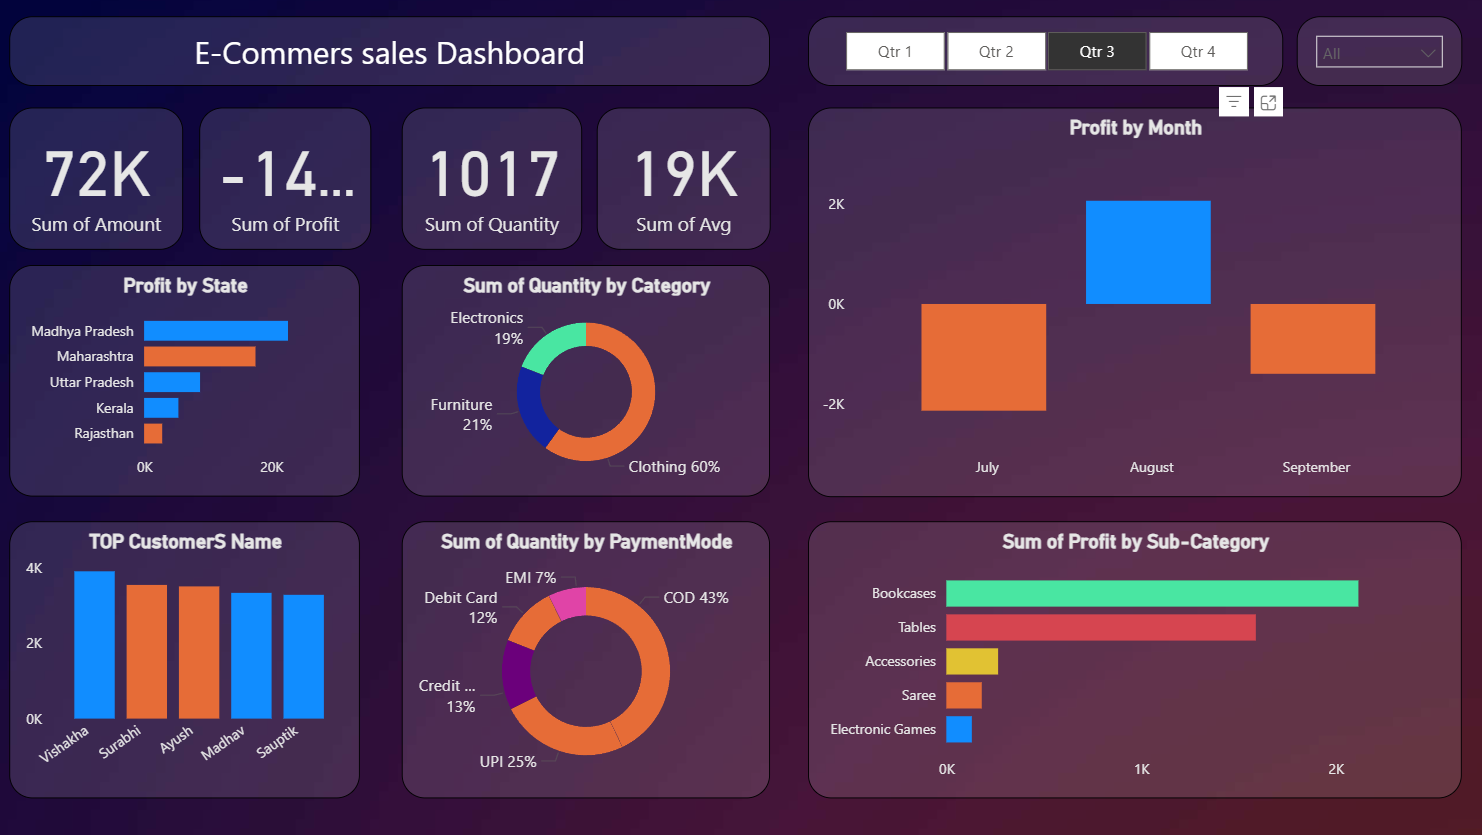 E-Commers sales Dashboard
Qtr 1
Qtr 2
Qtr 3
Qtr 4
All
72K
Sum of Amount
-14...
Sum of Profit
1017
Sum of Quantity
19K
Sum of Avg
Profit by Month
2K
0K
-2K
July
August
September
Profit by State
Madhya Pradesh
Maharashtra
Uttar Pradesh
Kerala
Rajasthan
0K
20K
Sum of Quantity by Category
Electronics
19%
Furniture
21%
Clothing 60%
TOP CustomerS Name
4K
2K
0K
Vishakha
Surabhi
Ayush
Madhav
Sauptik
Sum of Quantity by PaymentMode
EMI 7%
Debit Card
12%
COD 43%
Credit ...
13%
UPI 25%
Sum of Profit by Sub-Category
Bookcases
Tables
Accessories
Saree
Electronic Games
0K
1K
2K